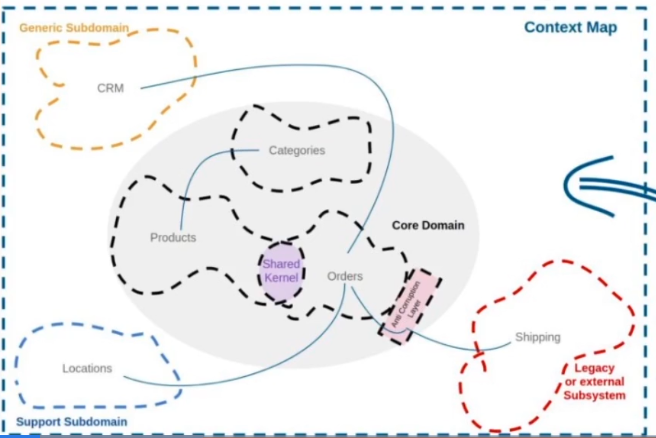 Generic Subdomain
Context Map
CRM
Categories
Core Domain
Products
Shared
Kernel
Orders
Anti Corruption
Layer
Shipping
Locations
Legacy
or external
Subsystem
Support Subdomain